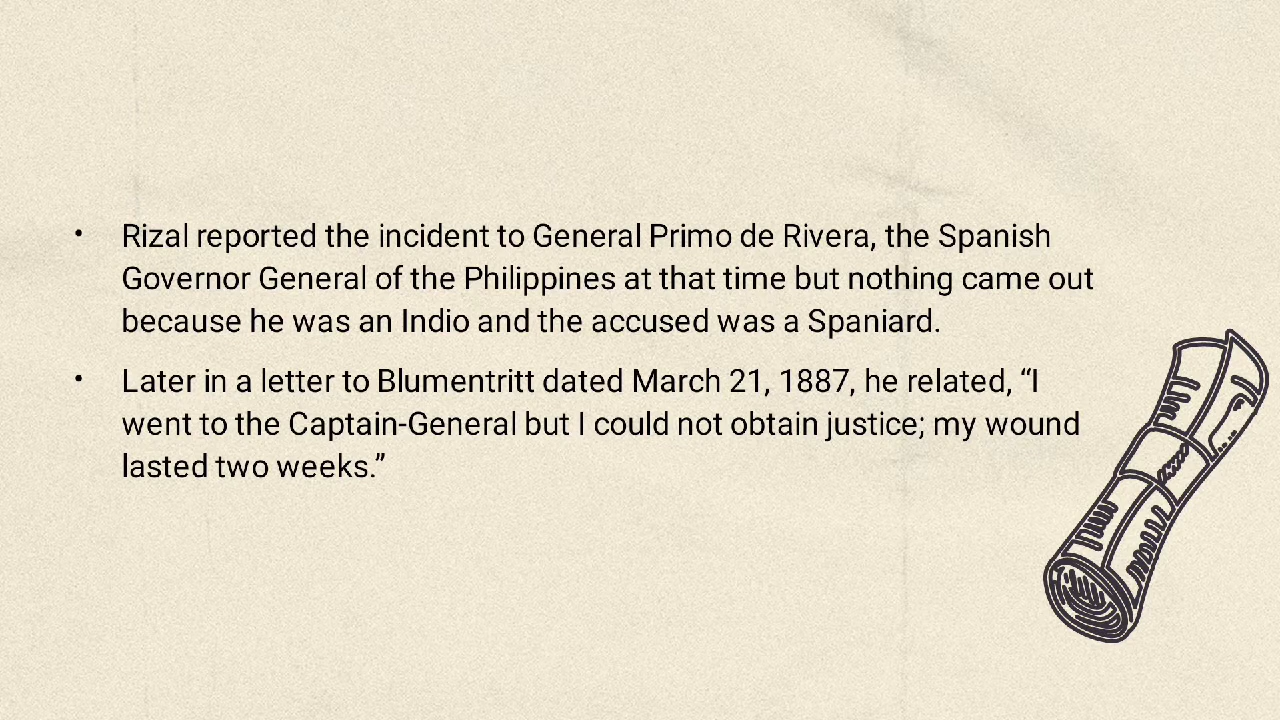 • Rizal reported the incident to General Primo de Rivera, the Spanish
Governor General of the Philippines at that time but nothing came out
because he was an Indio and the accused was a Spaniard.
• Later in a letter to Blumentritt dated March 21, 1887, he related, “I
went to the Captain-General but I could not obtain justice; my wound
lasted two weeks.”